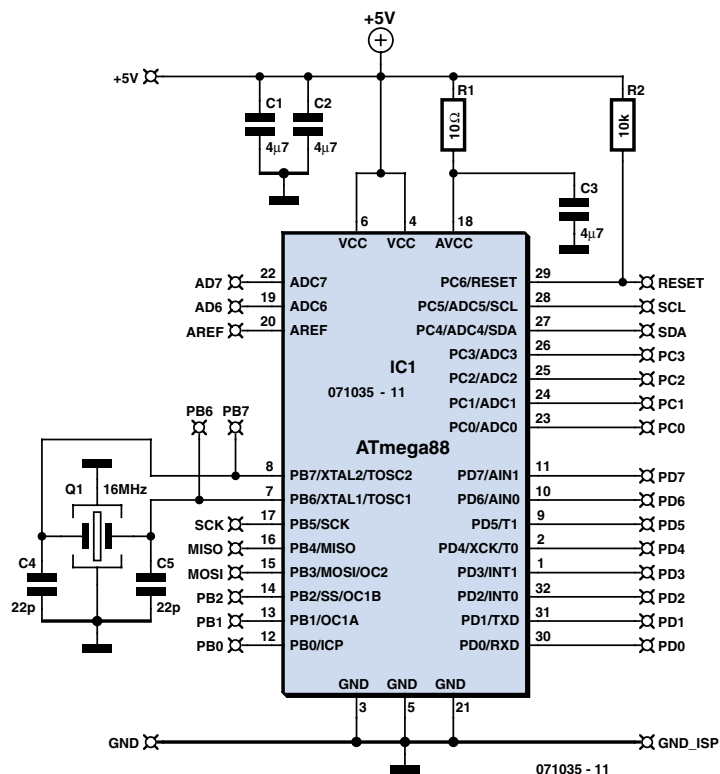 +5V
+5V
C1
C2
4µ7
4µ7
R1
10Ω
R2
10k
C3
4µ7
6
4
18
VCC
VCC
AVCC
AD7
22
ADC7
PC6/RESET
29
RESET
AD6
19
ADC6
PC5/ADC5/SCL
28
SCL
AREF
20
AREF
PC4/ADC4/SDA
27
SDA
PC3/ADC3
26
PC3
IC1
PC2/ADC2
25
PC2
071035 - 11
PC1/ADC1
24
PC1
PC0/ADC0
23
PC0
PB6
PB7
ATmega88
8
PB7/XTAL2/TOSC2
PD7/AIN1
11
PD7
Q1
16MHz
7
PB6/XTAL1/TOSC1
PD6/AIN0
10
PD6
SCK
17
PB5/SCK
PD5/T1
9
PD5
MISO
16
PB4/MISO
PD4/XCK/T0
2
PD4
C4
C5
MOSI
15
PB3/MOSI/OC2
PD3/INT1
1
PD3
22p
22p
PB2
14
PB2/SS/OC1B
PD2/INT0
32
PD2
PB1
13
PB1/OC1A
PD1/TXD
31
PD1
PB0
12
PB0/ICP
PD0/RXD
30
PD0
GND
GND
GND
3
5
21
GND
GND_ISP
071035 - 11